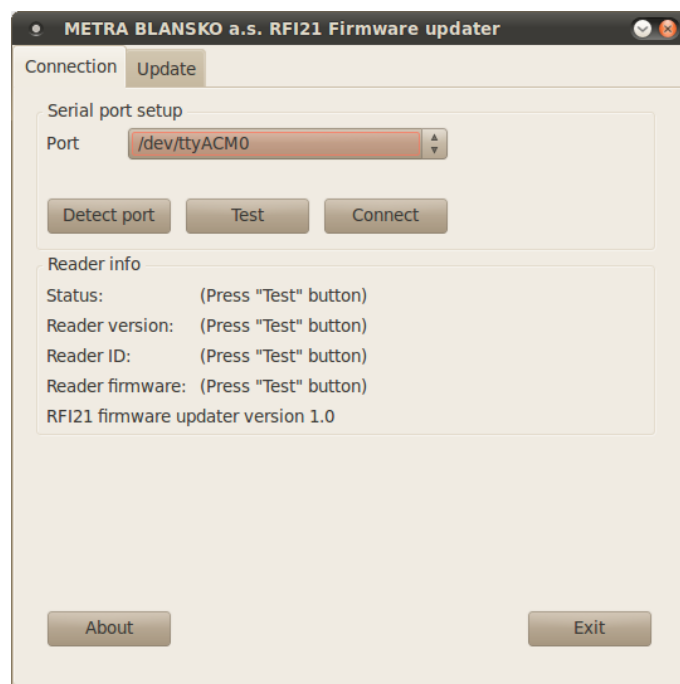 METRA BLANSKO a.s. RFI21 Firmware updater
Connection Update
Serial port setup
Port /dev/ttyACM0
Detect port Test Connect
Reader info
Status: (Press "Test" button)
Reader version: (Press "Test" button)
Reader ID: (Press "Test" button)
Reader firmware: (Press "Test" button)
RFI21 firmware updater version 1.0
About Exit